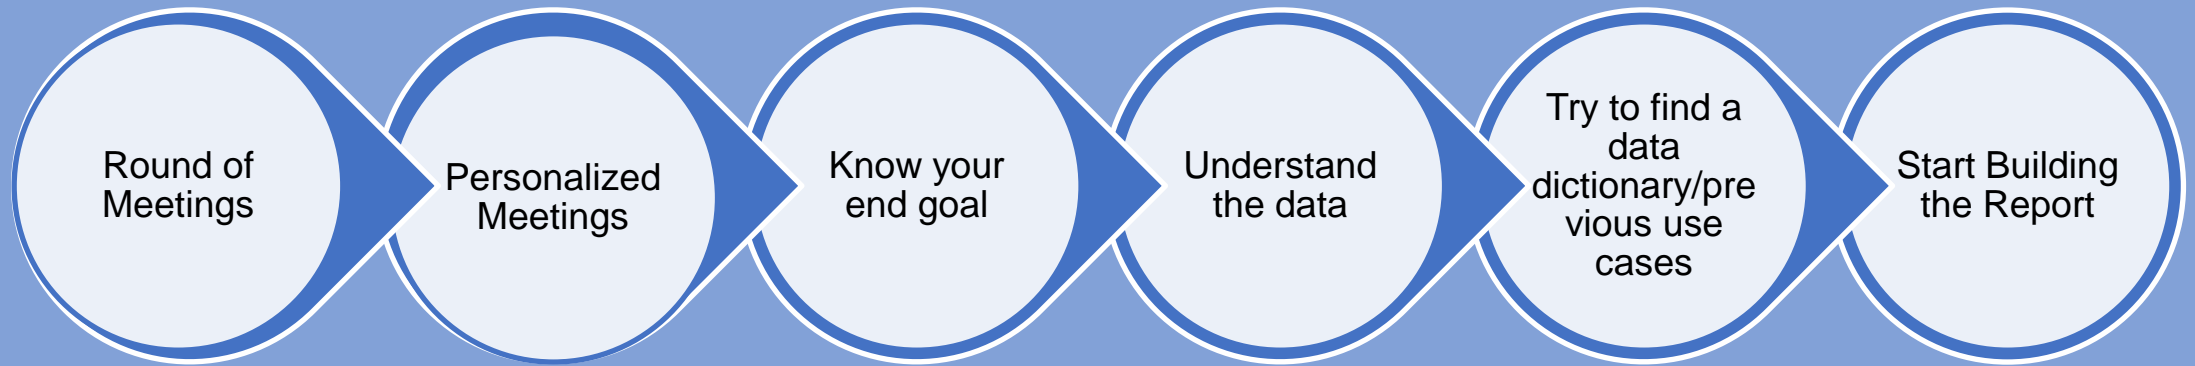 Round of
Meetings
Personalized
Meetings
Know your
end goal
Understand
the data
Try to find a
data
dictionary/pre
vious use
cases
Start Building
the Report